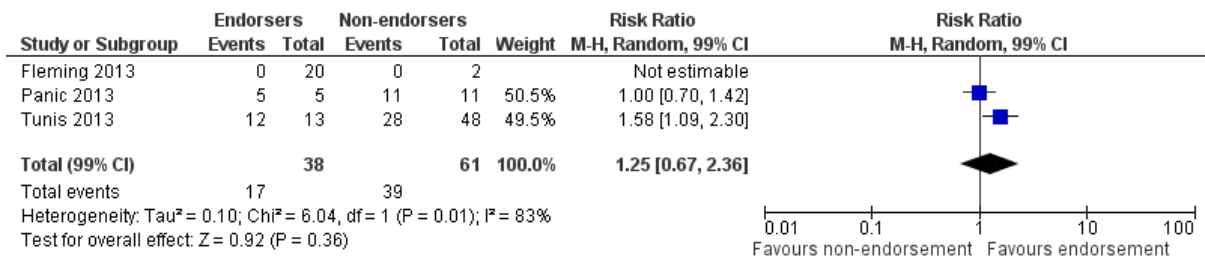 Endorsers Non-endorsers Risk Ratio Risk Ratio
Study or Subgroup Events Total Events Total Weight M-H, Random, 99% CI M-H, Random, 99% CI
Fleming 2013 0 20 0 2 Not estimable
Panic 2013 5 5 11 11 50.5% 1.00 [0.70, 1.42]
Tunis 2013 12 13 28 48 49.5% 1.58 [1.09, 2.30]
Total (99% CI) 38 61 100.0% 1.25 [0.67, 2.36]
Total events 17 39
Heterogeneity: Tau² = 0.10; Chi² = 6.04, df = 1 (P = 0.01); I² = 83%
Test for overall effect: Z = 0.92 (P = 0.36)
0.01 0.1 1 10 100
Favours non-endorsement Favours endorsement